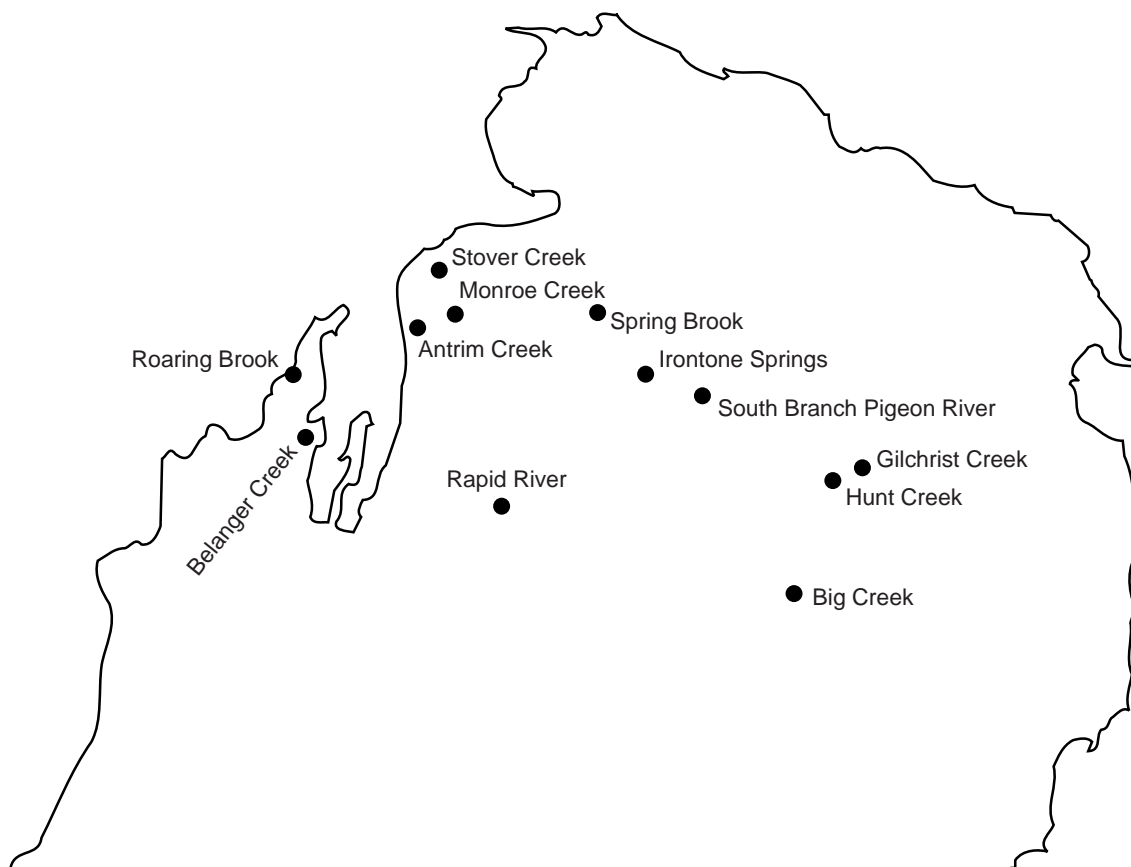 Stover Creek
Monroe Creek
Spring Brook
Antrim Creek
Roaring Brook
Irontone Springs
South Branch Pigeon River
Belanger Creek
Gilchrist Creek
Rapid River
Hunt Creek
Big Creek